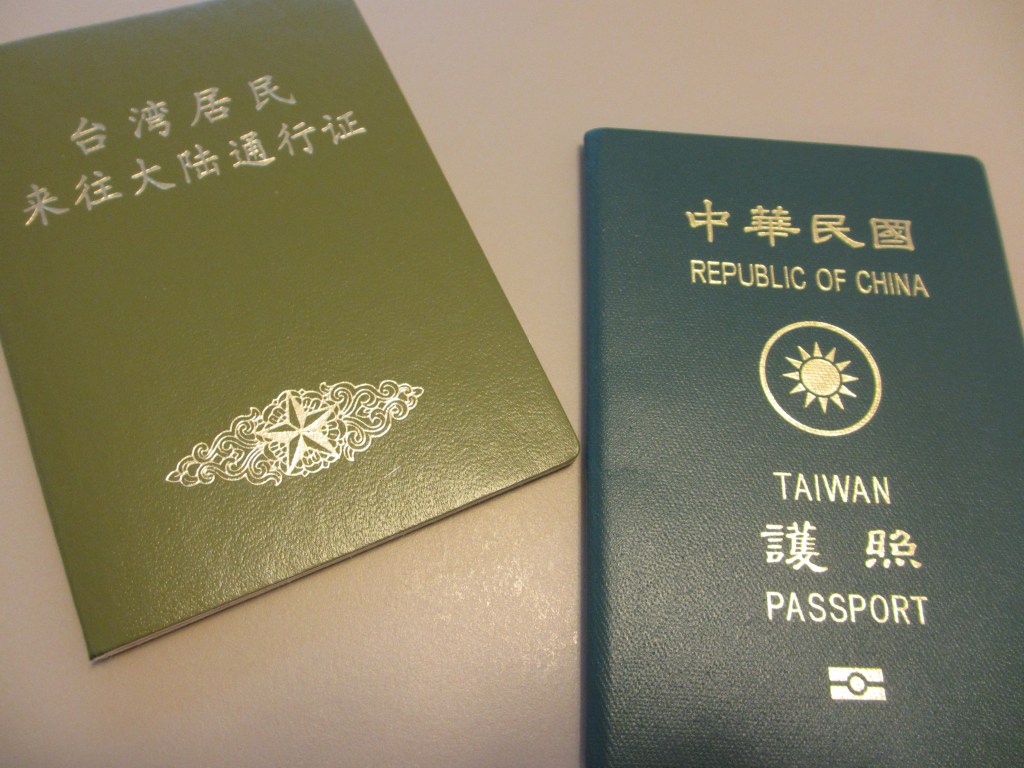 台湾居民
来往大陆通行证
中華民國
REPUBLIC OF CHINA
TAIWAN
護照
PASSPORT